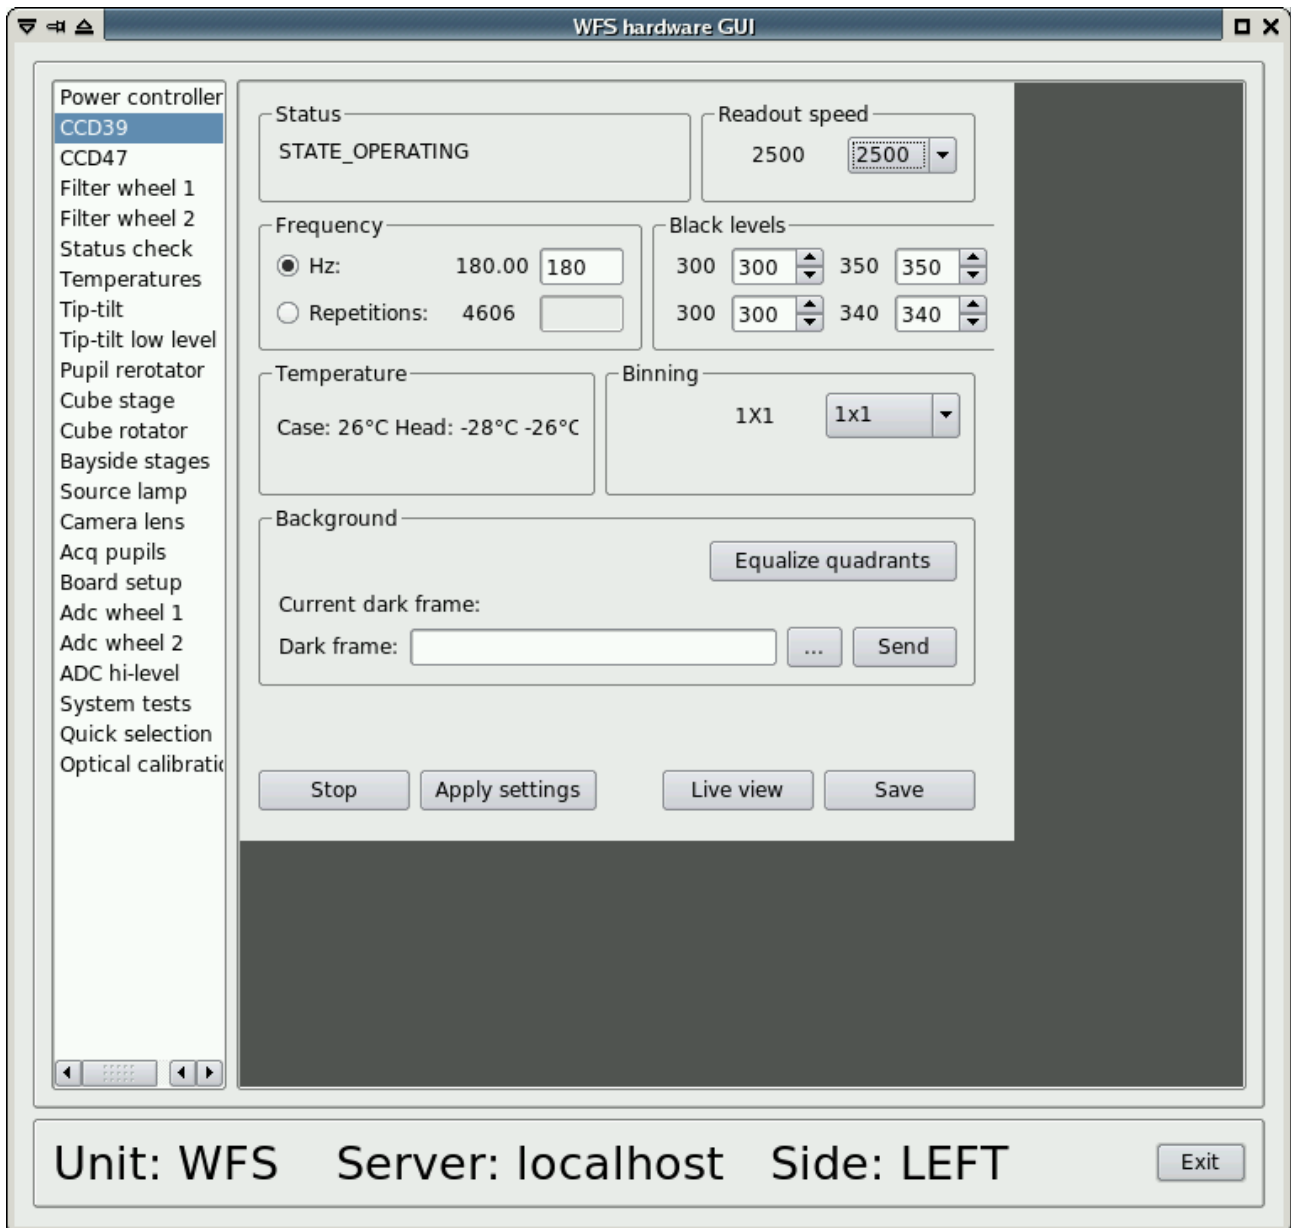 WFS hardware GUI
Power controller
CCD39
CCD47
Filter wheel 1
Filter wheel 2
Status check
Temperatures
Tip-tilt
Tip-tilt low level
Pupil rerotator
Cube stage
Cube rotator
Bayside stages
Source lamp
Camera lens
Acq pupils
Board setup
Adc wheel 1
Adc wheel 2
ADC hi-level
System tests
Quick selection
Optical calibratic
Status
STATE_OPERATING
Readout speed
2500 2500
Frequency
Hz: 180.00 180
Repetitions: 4606
Black levels
300 300 350 350
300 300 340 340
Temperature
Case: 26°C Head: -28°C -26°C
Binning
1X1 1x1
Background
Equalize quadrants
Current dark frame:
Dark frame: ... Send
Stop Apply settings Live view Save
Unit: WFS Server: localhost Side: LEFT Exit